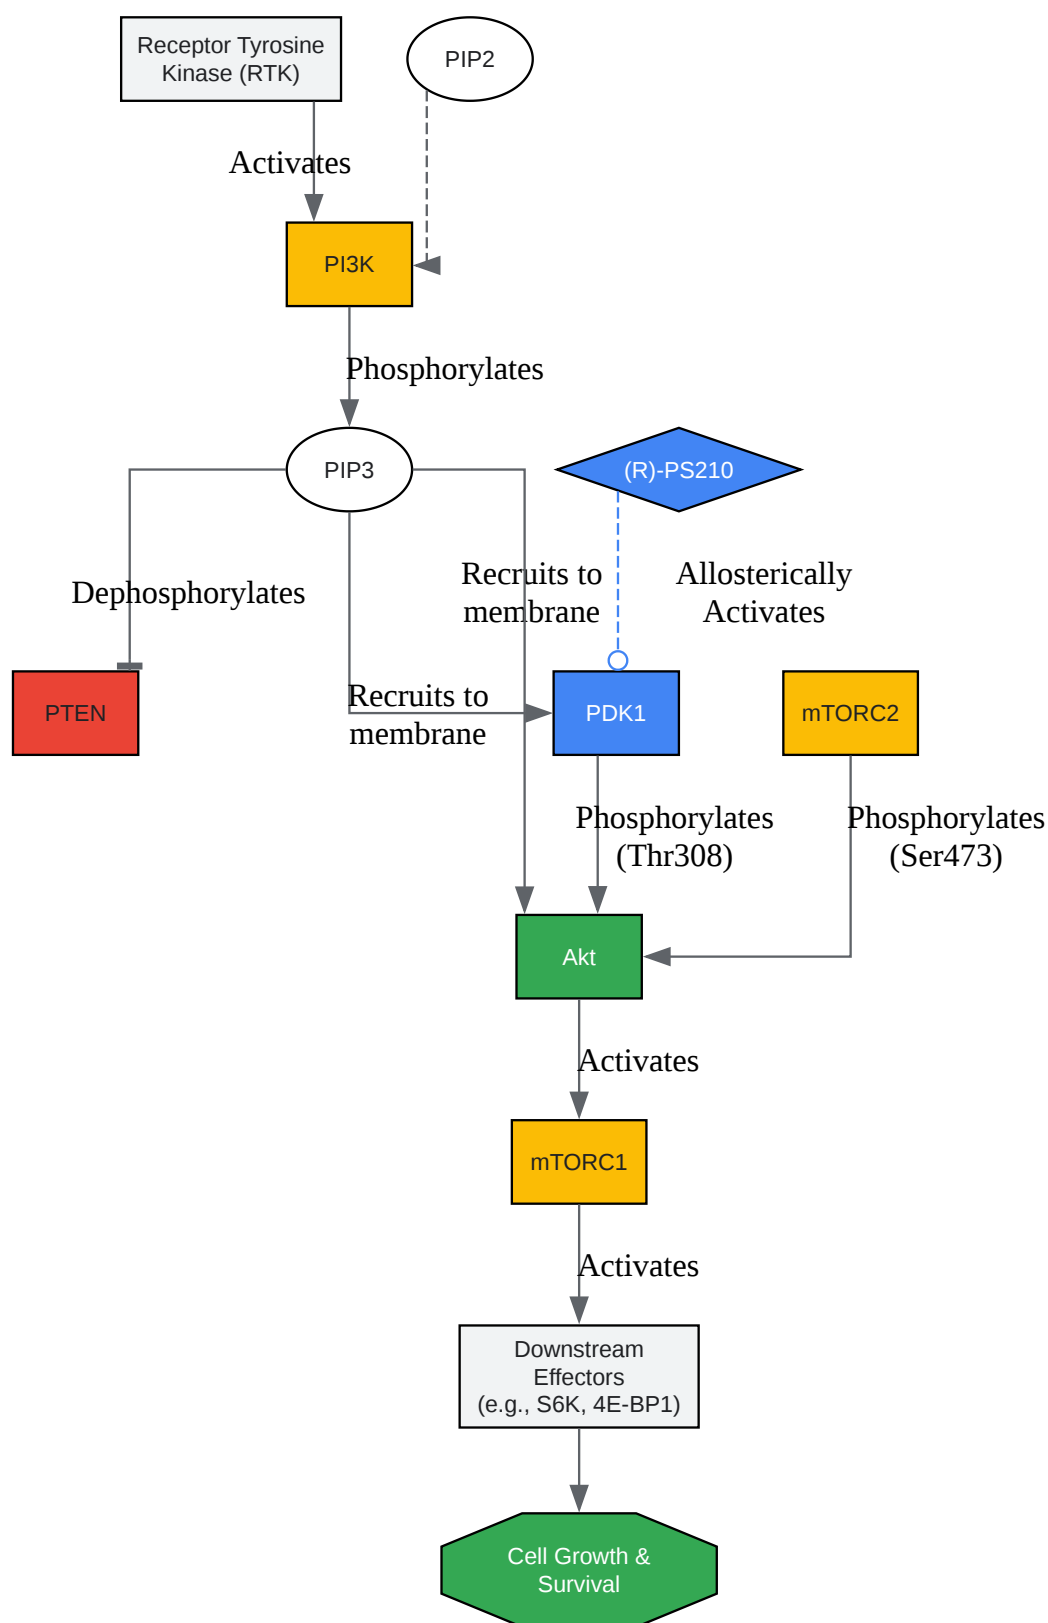 Receptor Tyrosine
Kinase (RTK)
PIP2
Activates
PI3K
Phosphorylates
PIP3
(R)-PS210
Dephosphorylates
Recruits to
membrane
Allosterically
Activates
Recruits to
membrane
PTEN
PDK1
mTORC2
Phosphorylates
(Thr308)
Phosphorylates
(Ser473)
Akt
Activates
mTORC1
Activates
Downstream
Effectors
(e.g., S6K, 4E-BP1)
Cell Growth &
Survival